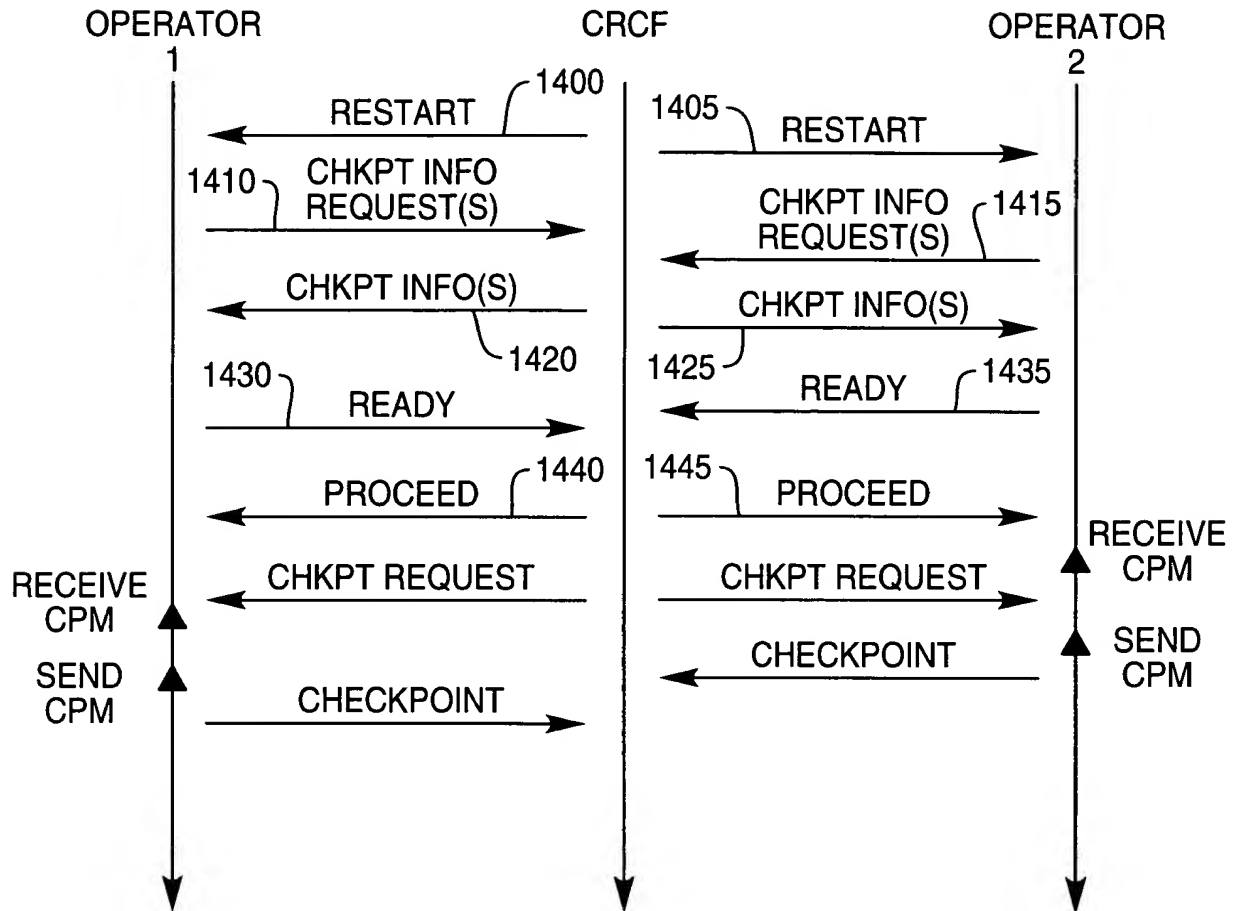 OPERATOR
1
CRCF
OPERATOR
2
1400
RESTART
1405
RESTART
1410
CHKPT INFO
REQUEST(S)
CHKPT INFO
REQUEST(S)
1415
CHKPT INFO(S)
1420
CHKPT INFO(S)
1425
1430
READY
READY
1435
1440
PROCEED
1445
PROCEED
RECEIVE
CPM
CHKPT REQUEST
CHKPT REQUEST
RECEIVE
CPM
SEND
CPM
CHECKPOINT
SEND
CPM
CHECKPOINT